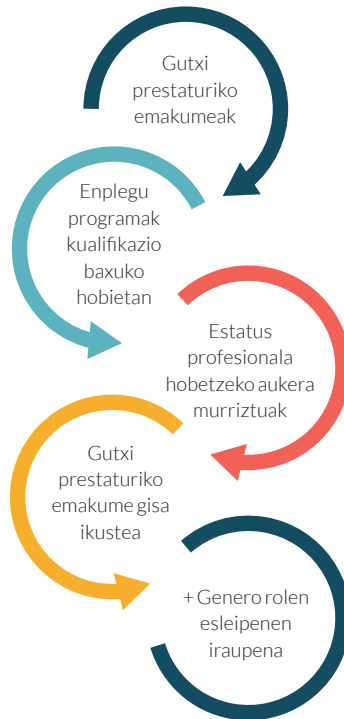 Gutxi
prestaturiko
emakumeak
Enplegu
programak
kualifikazio
baxuko
hobietan
Estatus
profesionala
hobetzeko aukera
murriztuak
Gutxi
prestaturiko
emakume gisa
ikustea
+ Genero rolen
esleipenen
iraupena